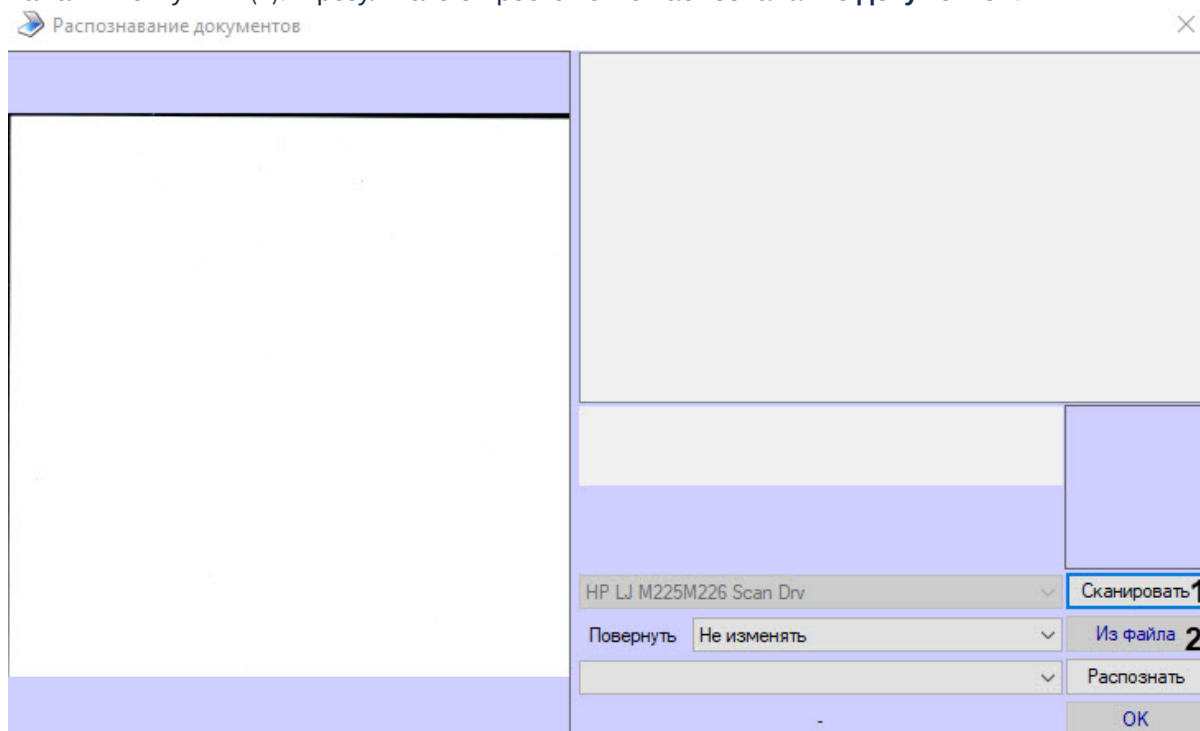 Распознавание документов
HP LJ M225M226 Scan Drv
Сканировать 1
Повернуть Не изменять
Из файла 2
Распознать
-
OK